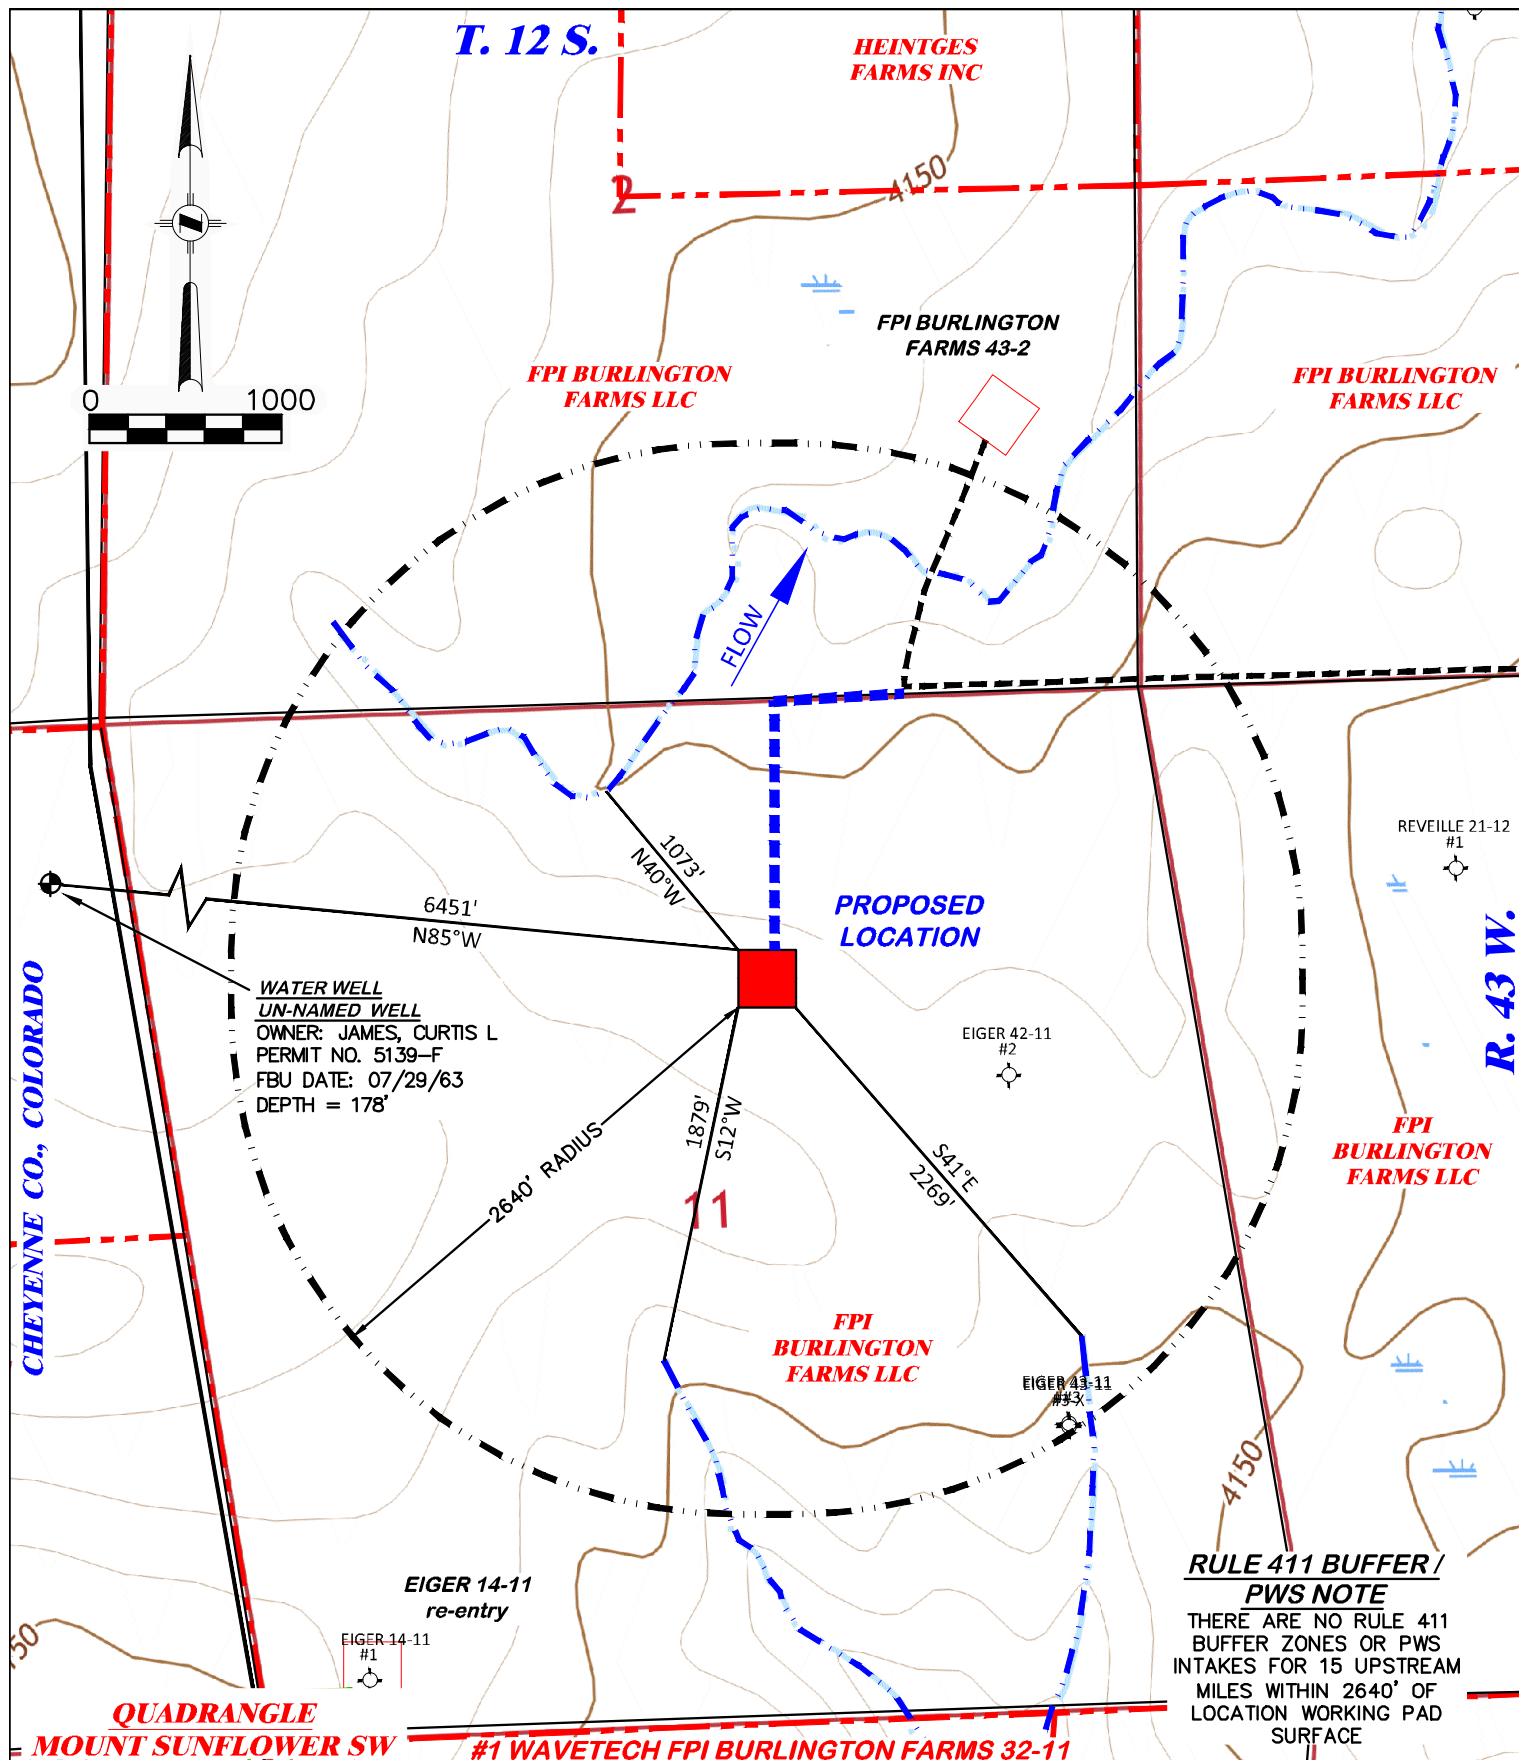 T. 12 S.
HEINTGES
FARMS INC
4150
2
0 1000
FPI BURLINGTON
FARMS 43-2
FPI BURLINGTON
FARMS LLC
FPI BURLINGTON
FARMS LLC
FLOW
REVEILLE 21-12
#1
1073'
N40°W
6451'
N85°W
PROPOSED
LOCATION
R. 43 W.
CHEYENNE CO., COLORADO
WATER WELL
UN-NAMED WELL
OWNER: JAMES, CURTIS L
PERMIT NO. 5139-F
FBU DATE: 07/29/63
DEPTH = 178'
EIGER 42-11
#2
1879'
S12°W
2640' RADIUS
S41°E
2269'
11
FPI
BURLINGTON
FARMS LLC
FPI
BURLINGTON
FARMS LLC
EIGER 43-11
4150
EIGER 14-11
re-entry
EIGER 14-11
#1
RULE 411 BUFFER /
PWS NOTE
THERE ARE NO RULE 411
BUFFER ZONES OR PWS
INTAKES FOR 15 UPSTREAM
MILES WITHIN 2640' OF
LOCATION WORKING PAD
SURFACE
QUADRANGLE
MOUNT SUNFLOWER SW
#1 WAVETECH FPI BURLINGTON FARMS 32-11